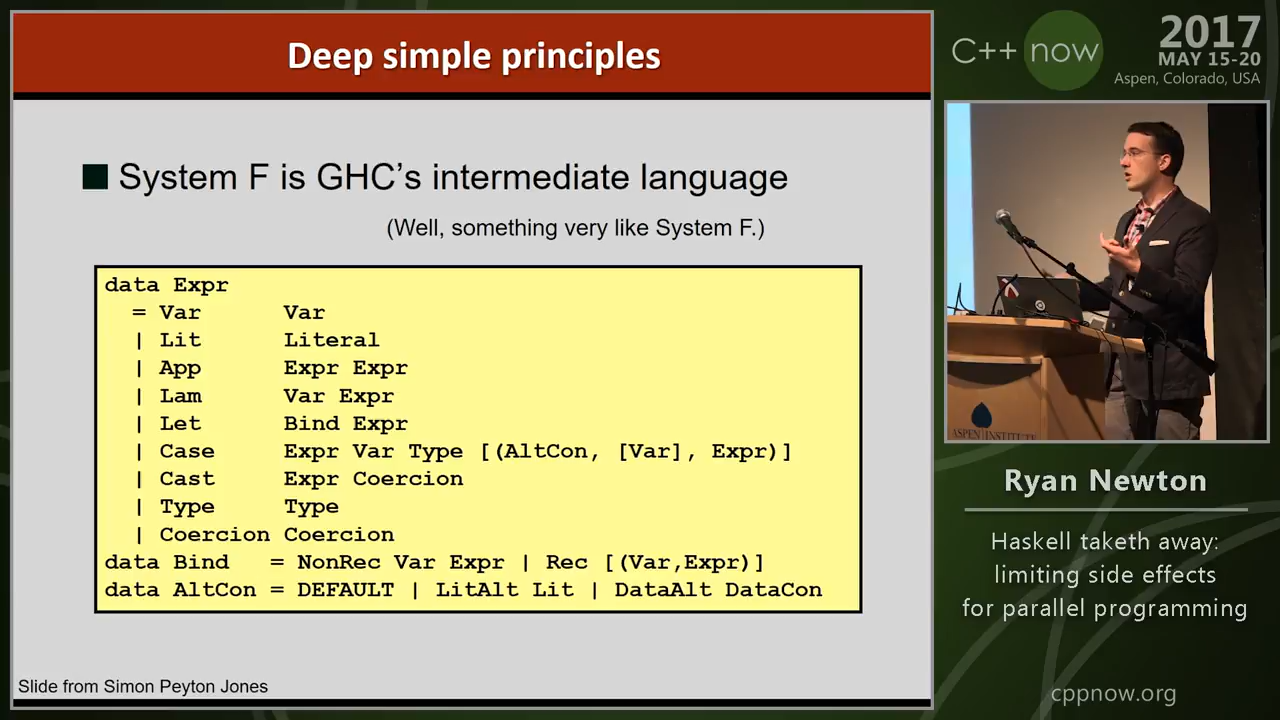 Deep simple principles
System F is GHC's intermediate language
(Well, something very like System F.)
data Expr
= Var Var
| Lit Literal
| App Expr Expr
| Lam Var Expr
| Let Bind Expr
| Case Expr Var Type [(AltCon, [Var], Expr)]
| Cast Expr Coercion
| Type Type
| Coercion Coercion
data Bind = NonRec Var Expr | Rec [(Var,Expr)]
data AltCon = DEFAULT | LitAlt Lit | DataAlt DataCon
Slide from Simon Peyton Jones
C++ now
2017
MAY 15-20
Aspen, Colorado, USA
ASPEN INSTITUTE
Ryan Newton
Haskell taketh away:
limiting side effects
for parallel programming
cppnow.org